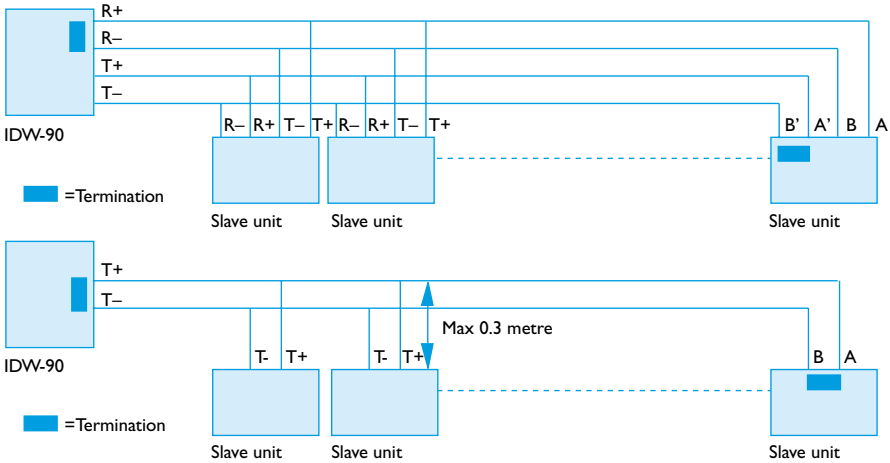 R+
R–
T+
T–
IDW-90
R– R+ T– T+ R– R+ T– T+
B’ A’ B A
=Termination
Slave unit Slave unit Slave unit
T+
T–
Max 0.3 metre
T- T+ T- T+
B A
IDW-90
=Termination
Slave unit Slave unit Slave unit